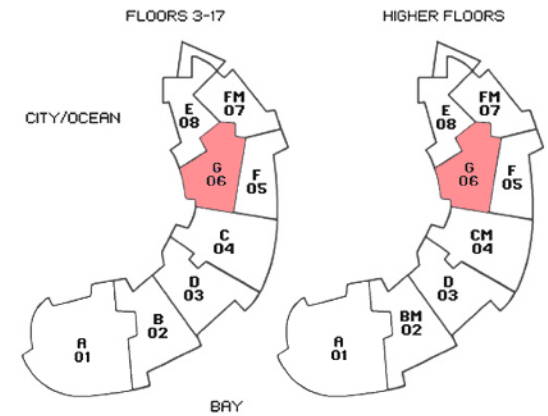 FLOORS 3-17
HIGHER FLOORS
CITY/OCEAN
E
08
FM
07
G
06
F
05
C
04
D
03
B
02
A
01
E
08
FM
07
G
06
F
05
CM
04
D
03
BM
02
A
01
BAY